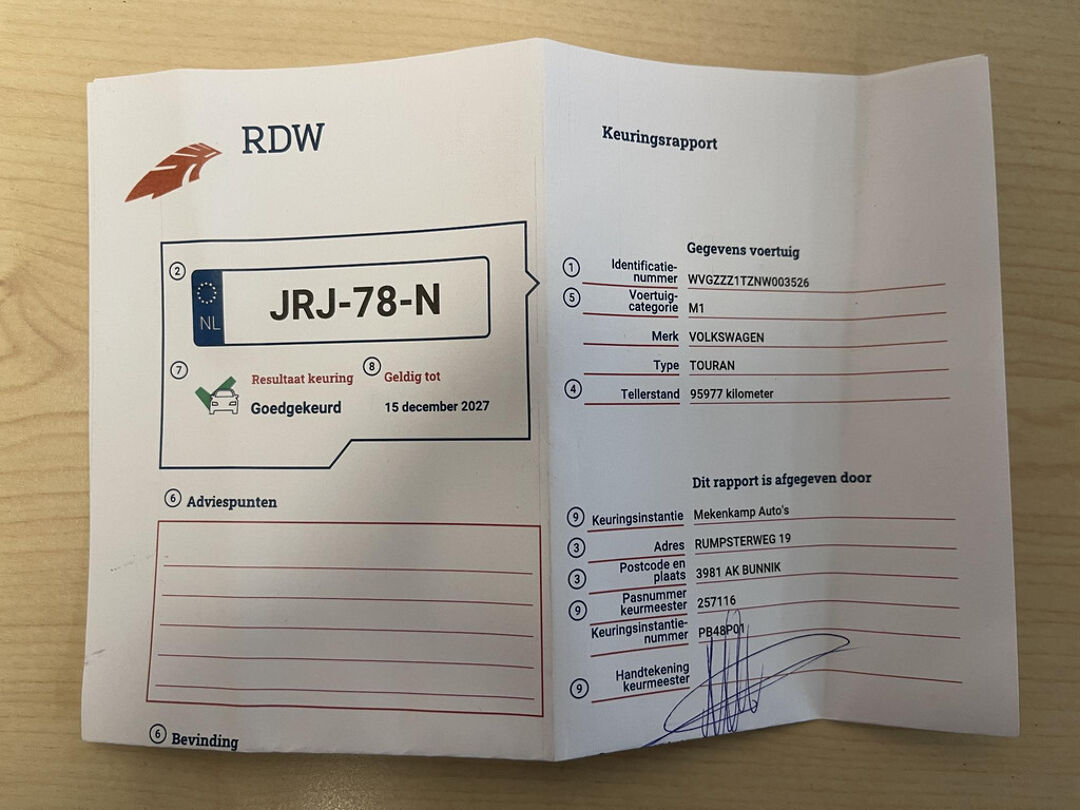 RDW
2
NL
JRJ-78-N
7
Resultaat keuring
Goedgekeurd
8
Geldig tot
15 december 2027
6 Adviespunten
6 Bevinding
Keuringsrapport
Gegevens voertuig
1 Identificatie-
nummer WVGZZZ1TZNW003526
5 Voertuig-
categorie M1
Merk VOLKSWAGEN
Type TOURAN
4 Tellerstand 95977 kilometer
Dit rapport is afgegeven door
9 Keuringsinstantie Mekenkamp Auto's
3 Adres RUMPSTERWEG 19
3 Postcode en
plaats 3981 AK BUNNIK
9 Pasnummer
keurmeester 257116
Keuringsinstantie-
nummer PB48P01
9 Handtekening
keurmeester